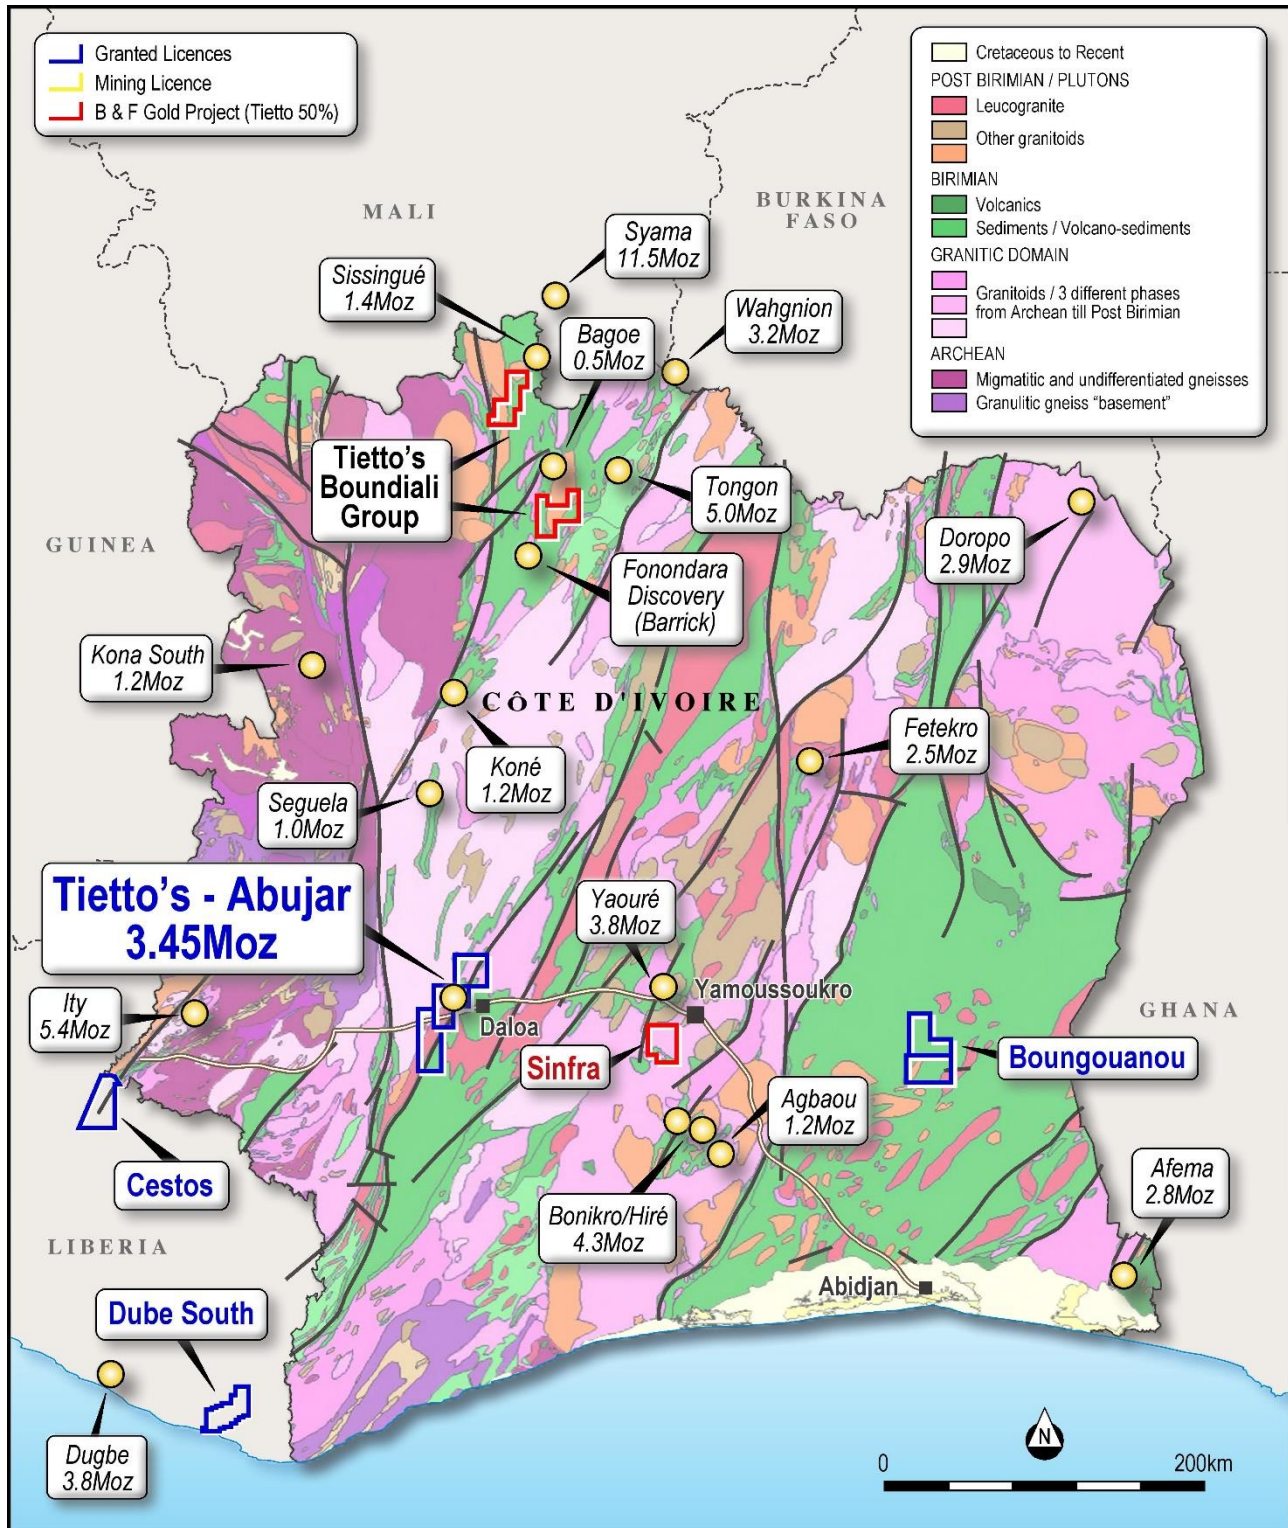 Granted Licences
Mining Licence
B & F Gold Project (Tietto 50%)
Cretaceous to Recent
POST BIRIMIAN / PLUTONS
Leucogranite
Other granitoids
BIRIMIAN
Volcanics
Sediments / Volcano-sediments
GRANITIC DOMAIN
Granitoids / 3 different phases
from Archean till Post Birimian
ARCHEAN
Migmatitic and undifferentiated gneisses
Granulitic gneiss “basement”
MALI
BURKINA
FASO
Syama
11.5Moz
Sissingué
1.4Moz
Bagoe
0.5Moz
Wahgnion
3.2Moz
Tietto’s
Boundiali
Group
Tongon
5.0Moz
GUINEA
Doropo
2.9Moz
Fonondara
Discovery
(Barrick)
Kona South
1.2Moz
CÔTE D'IVOIRE
Koné
1.2Moz
Fetekro
2.5Moz
Seguela
1.0Moz
Tietto’s - Abujar
3.45Moz
Yaouré
3.8Moz
Yamoussoukro
Ity
5.4Moz
Daloa
GHANA
Sinfra
Boungouanou
Agbaou
1.2Moz
Cestos
Afema
2.8Moz
Bonikro/Hiré
4.3Moz
LIBERIA
Abidjan
Dube South
Dugbe
3.8Moz
N
0
200km